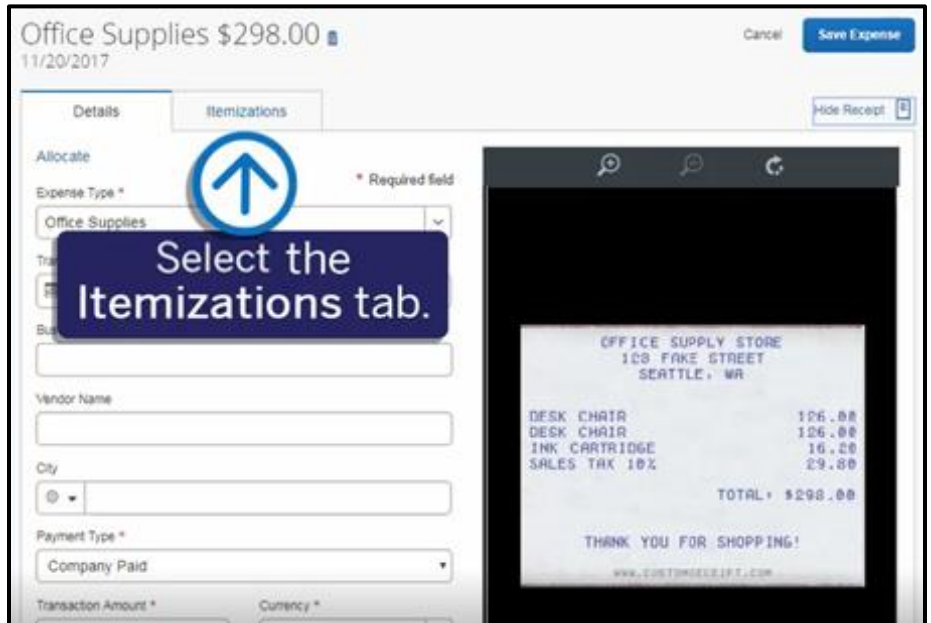 Office Supplies $298.00
Cancel
Save Expense
11/20/2017
Details
Itemizations
Hide Receipt
Allocate
* Required field
Expense Type *
Office Supplies
Select the
Itemizations tab.
Vendor Name
City
Payment Type *
Company Paid
Transaction Amount *
Currency *
OFFICE SUPPLY STORE
123 FAKE STREET
SEATTLE, WA
DESK CHAIR 126.00
DESK CHAIR 126.00
INK CARTRIDGE 16.20
SALES TAX 10% 29.80
TOTAL: $298.00
THANK YOU FOR SHOPPING!
www.CUSTOMRECEIPT.com